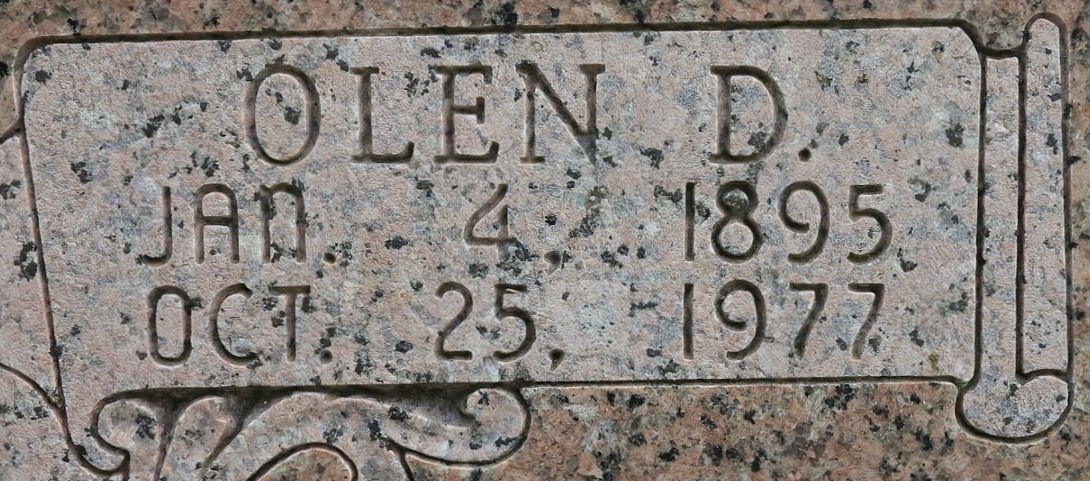 OLEN D.
JAN. 4, 1895
OCT. 25, 1977